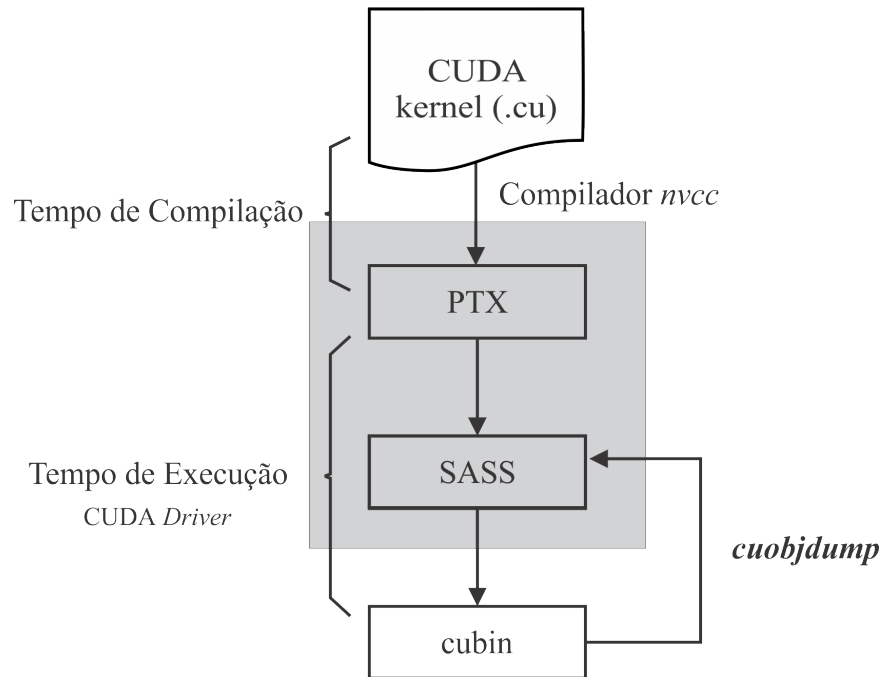 CUDA
kernel (.cu)
Compilador nvcc
Tempo de Compilação
PTX
SASS
Tempo de Execução
CUDA Driver
cuobjdump
cubin